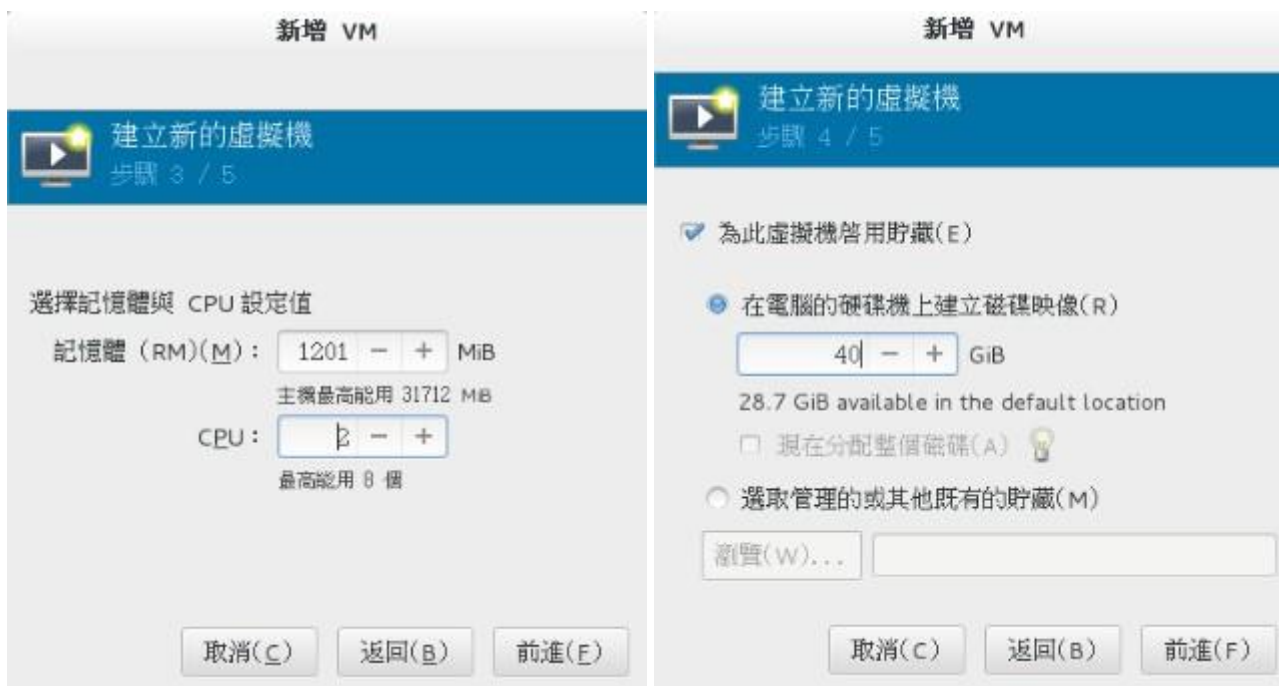 新增 VM
建立新的虛擬機
步驟 3 / 5
選擇記憶體與 CPU 設定值
記憶體 (RM)(M)： 1201 − + MiB
主機最高能用 31712 MiB
CPU： 2 − +
最高能用 8 個
取消(C) 返回(B) 前進(F)
新增 VM
建立新的虛擬機
步驟 4 / 5
為此虛擬機啓用貯藏(E)
在電腦的硬碟機上建立磁碟映像(R)
40 − + GiB
28.7 GiB available in the default location
現在分配整個磁碟(A)
選取管理的或其他既有的貯藏(M)
瀏覽(W)...
取消(C) 返回(B) 前進(F)